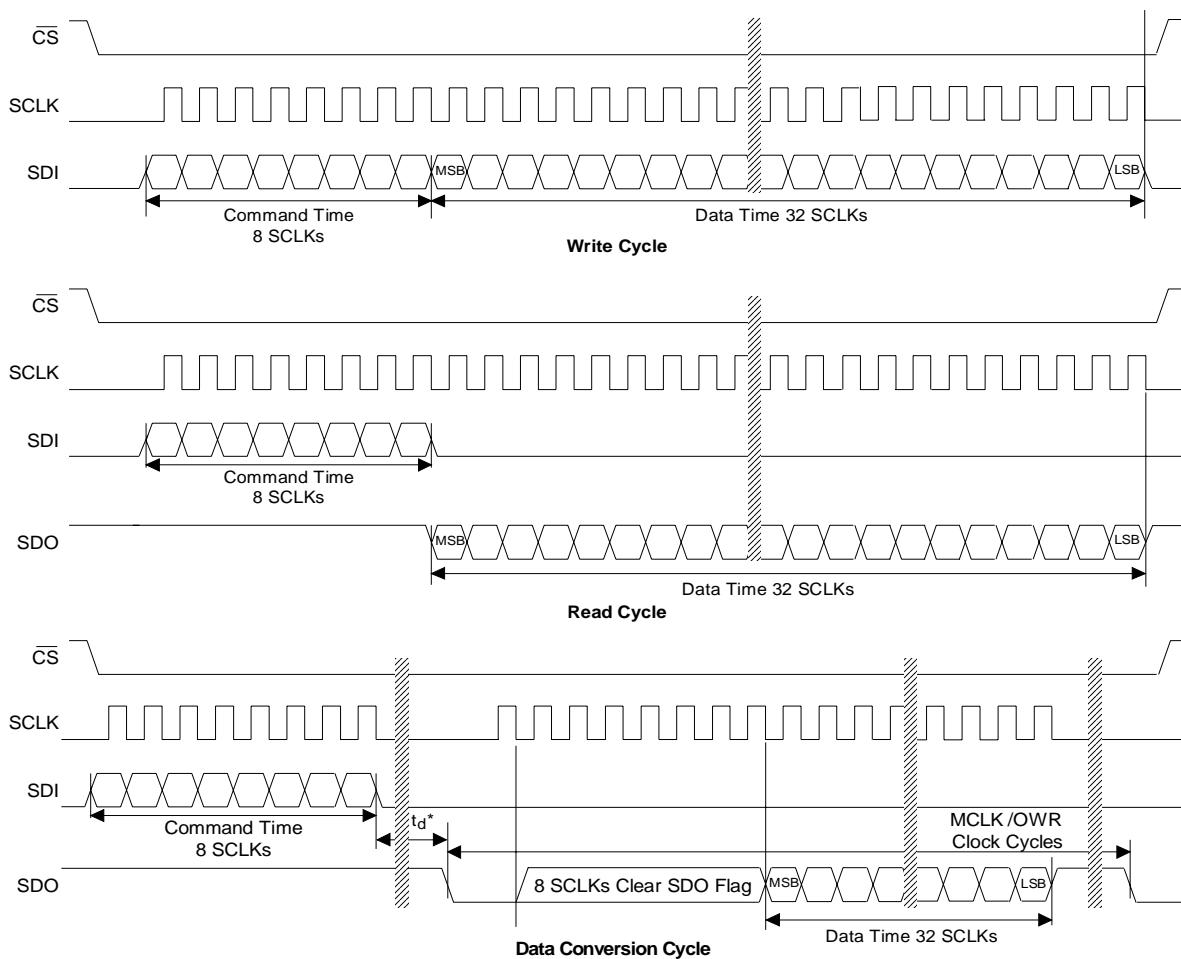 CS
SCLK
SDI
MSB
LSB
Command Time
8 SCLKs
Data Time 32 SCLKs
Write Cycle
CS
SCLK
SDI
Command Time
8 SCLKs
SDO
MSB
LSB
Data Time 32 SCLKs
Read Cycle
CS
SCLK
SDI
Command Time
8 SCLKs
td*
MCLK /OWR
Clock Cycles
SDO
8 SCLKs Clear SDO Flag
MSB
LSB
Data Time 32 SCLKs
Data Conversion Cycle